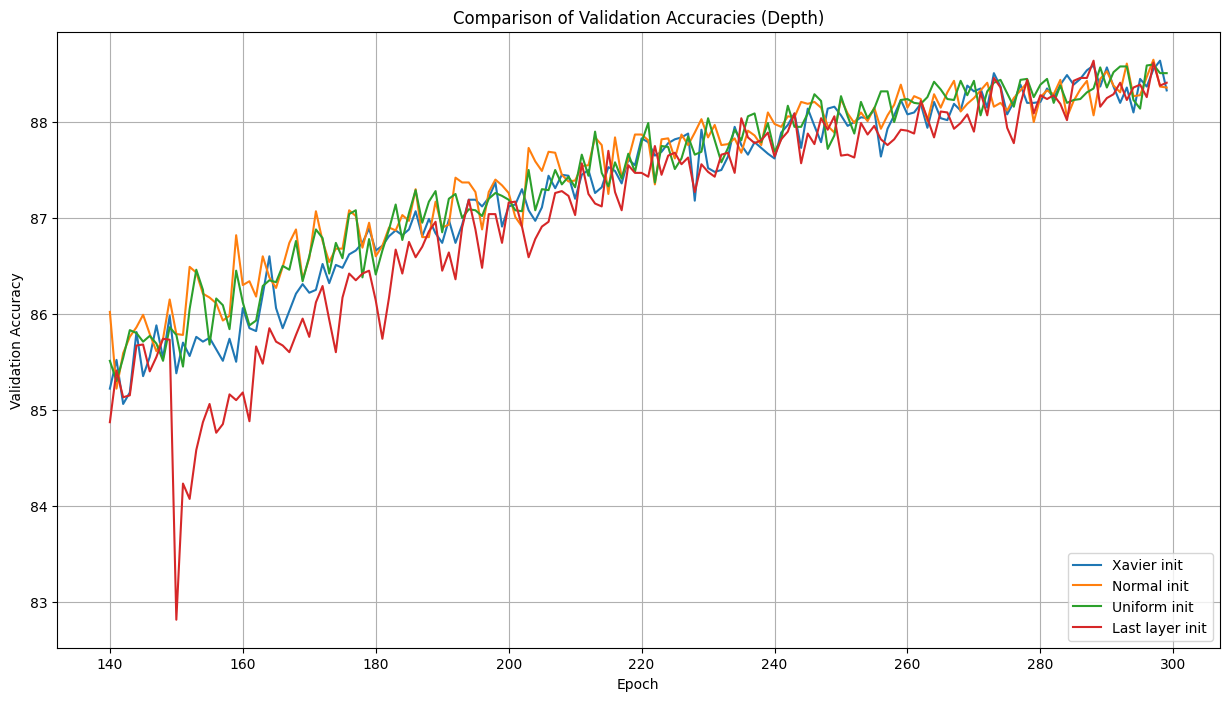 Comparison of Validation Accuracies (Depth)
Validation Accuracy
88
87
86
85
84
83
140 160 180 200 220 240 260 280 300
Epoch
Xavier init
Normal init
Uniform init
Last layer init